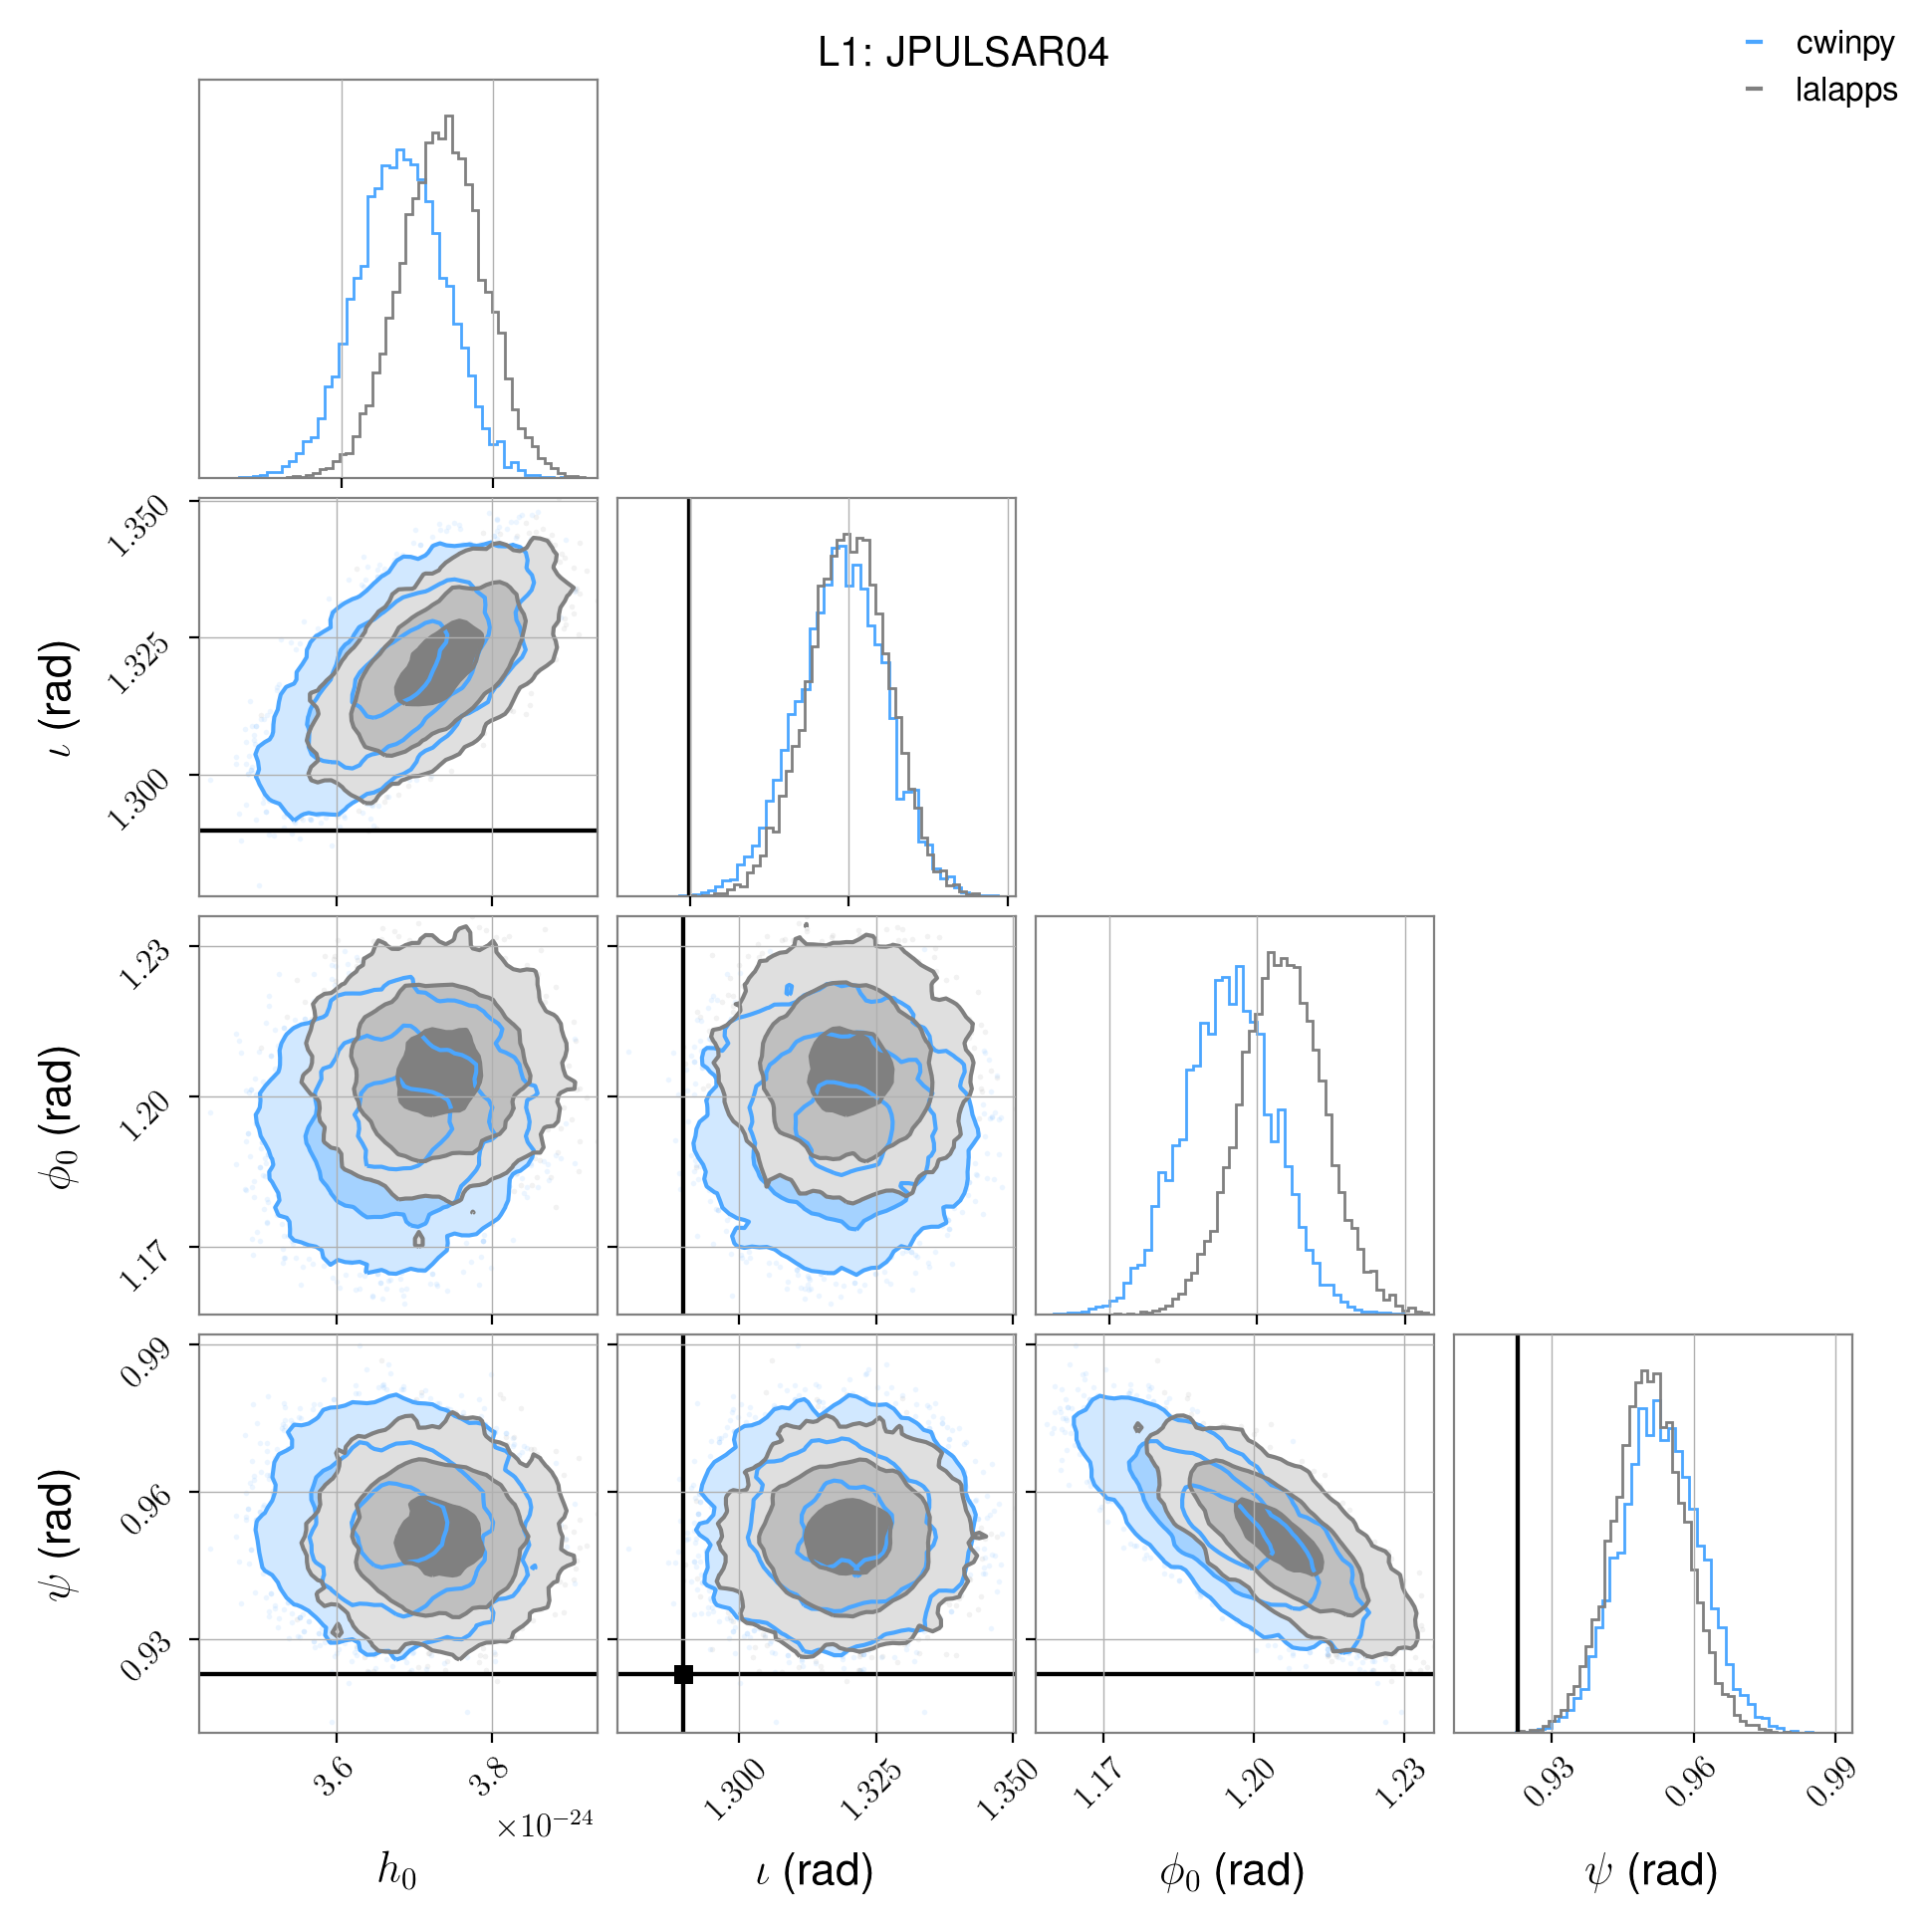 L1: JPULSAR04
cwinpy
lalapps
1.350
1.325
1.300
ι (rad)
1.23
1.20
1.17
ϕ₀ (rad)
0.99
0.96
0.93
ψ (rad)
3.6 3.8
×10⁻²⁴
h₀
1.300 1.325 1.350
ι (rad)
1.17 1.20 1.23
ϕ₀ (rad)
0.93 0.96 0.99
ψ (rad)